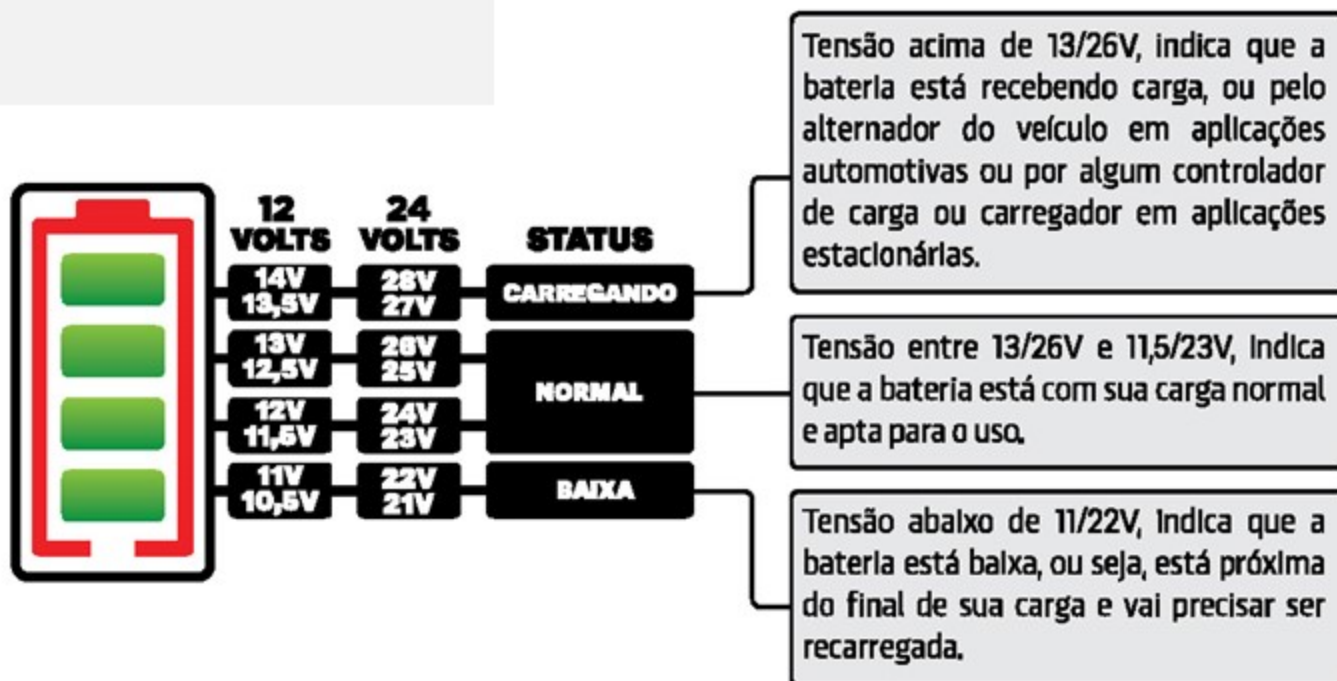 12
VOLTS
24
VOLTS
STATUS
14V
13,5V
28V
27V
CARREGANDO
13V
12,5V
26V
25V
12V
11,5V
24V
23V
NORMAL
11V
10,5V
22V
21V
BAIXA
Tensão acima de 13/26V, indica que a
bateria está recebendo carga, ou pelo
alternador do veículo em aplicações
automotivas ou por algum controlador
de carga ou carregador em aplicações
estacionárias.
Tensão entre 13/26V e 11,5/23V, indica
que a bateria está com sua carga normal
e apta para o uso.
Tensão abaixo de 11/22V, indica que a
bateria está baixa, ou seja, está próxima
do final de sua carga e vai precisar ser
recarregada.